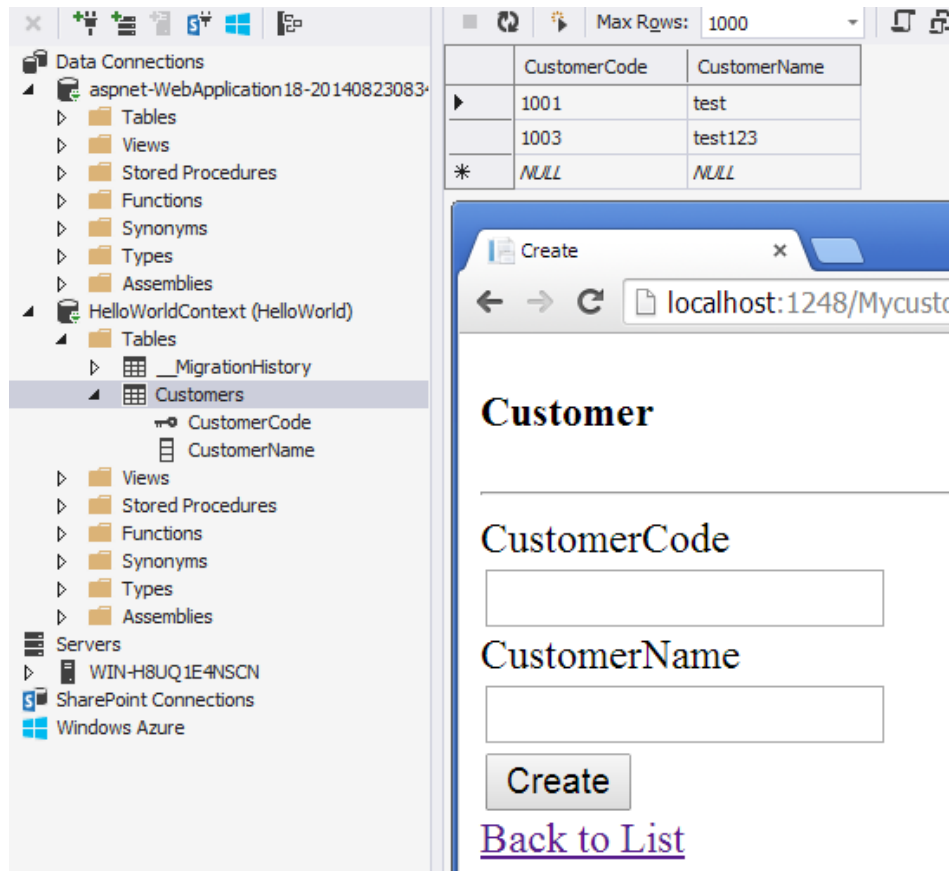 Max Rows: 1000
Data Connections
aspnet-WebApplication18-201408230834
Tables
Views
Stored Procedures
Functions
Synonyms
Types
Assemblies
HelloWorldContext (HelloWorld)
Tables
__MigrationHistory
Customers
CustomerCode
CustomerName
Views
Stored Procedures
Functions
Synonyms
Types
Assemblies
Servers
WIN-H8UQ1E4NSCN
SharePoint Connections
Windows Azure
CustomerCode CustomerName
1001 test
1003 test123
NULL NULL
Create
localhost:1248/Mycusto
Customer
CustomerCode
CustomerName
Create
Back to List